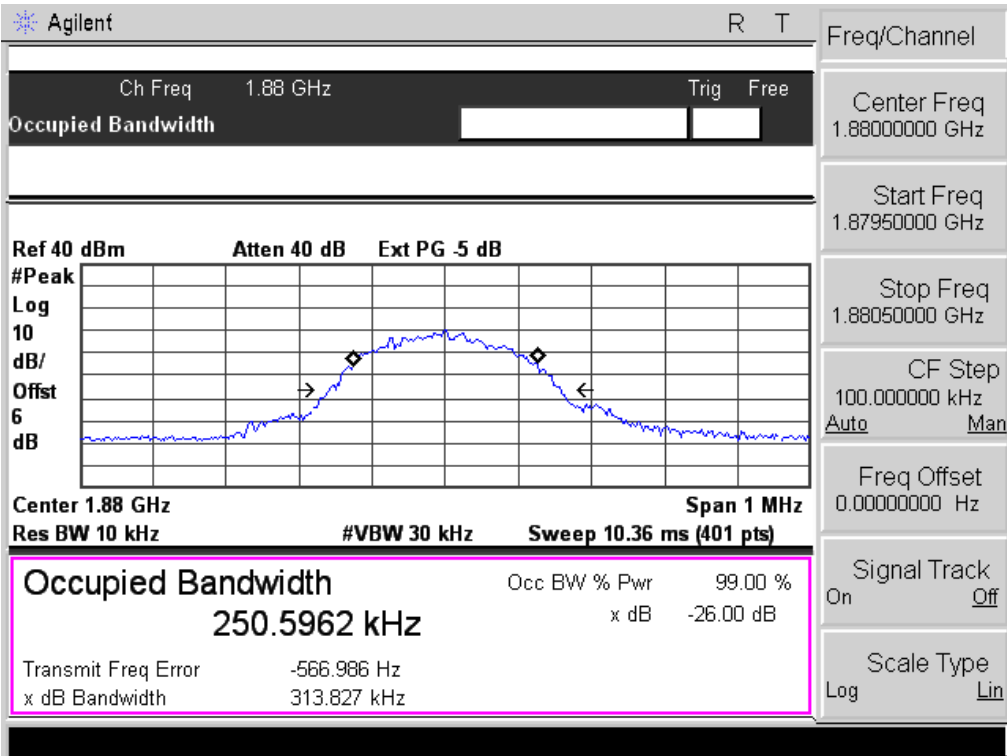 Agilent R T
Ch Freq 1.88 GHz Trig Free
Occupied Bandwidth
Ref 40 dBm Atten 40 dB Ext PG -5 dB
#Peak
Log
10
dB/
Offst
6
dB
Center 1.88 GHz Span 1 MHz
Res BW 10 kHz #VBW 30 kHz Sweep 10.36 ms (401 pts)
Occupied Bandwidth Occ BW % Pwr 99.00 %
250.5962 kHz x dB -26.00 dB
Transmit Freq Error -566.986 Hz
x dB Bandwidth 313.827 kHz
Freq/Channel
Center Freq
1.88000000 GHz
Start Freq
1.87950000 GHz
Stop Freq
1.88050000 GHz
CF Step
100.000000 kHz
Auto Man
Freq Offset
0.00000000 Hz
Signal Track
On Off
Scale Type
Log Lin